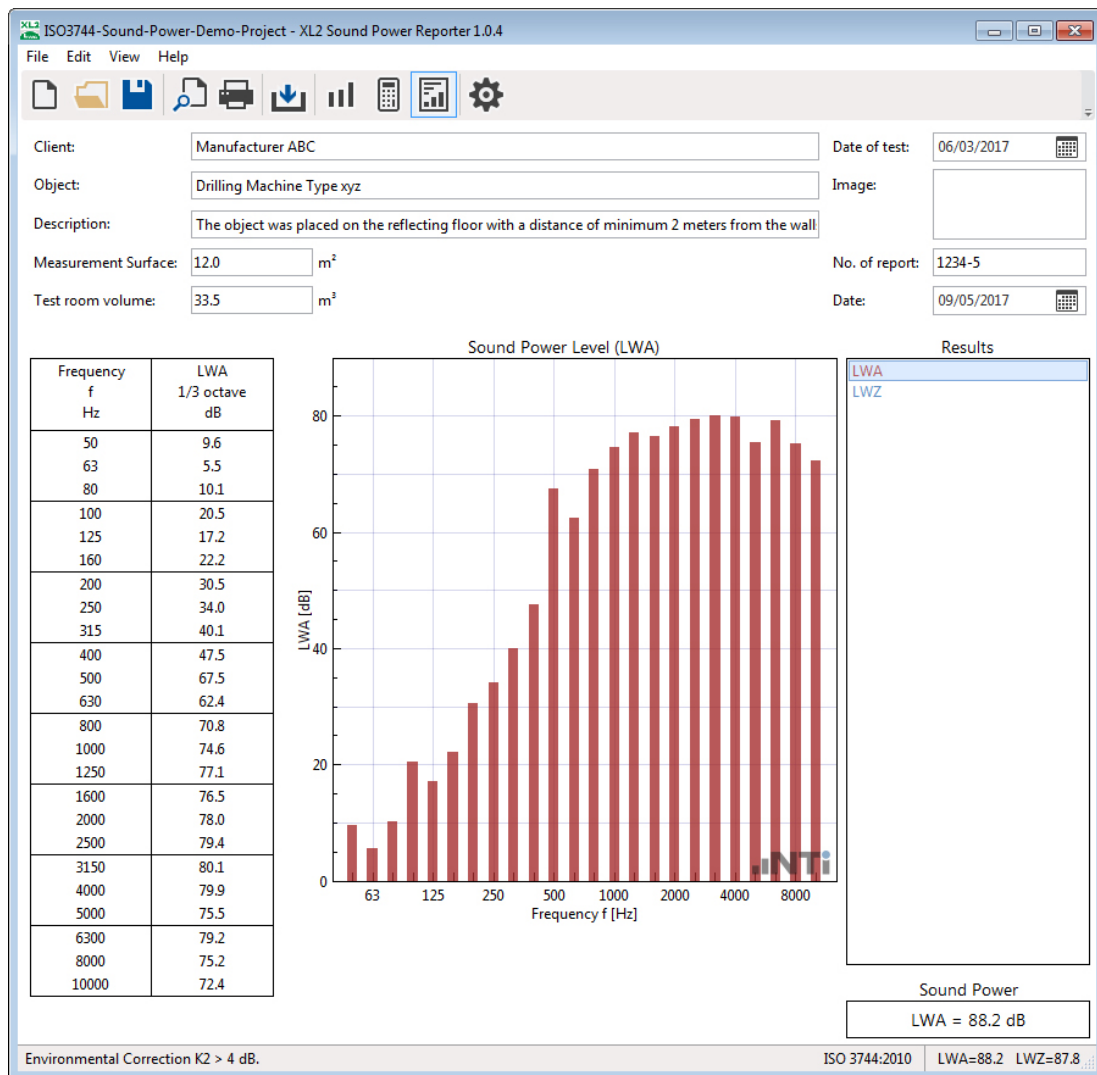 ISO3744-Sound-Power-Demo-Project - XL2 Sound Power Reporter 1.0.4
File Edit View Help
Client: Manufacturer ABC Date of test: 06/03/2017
Object: Drilling Machine Type xyz Image:
Description: The object was placed on the reflecting floor with a distance of minimum 2 meters from the wall
Measurement Surface: 12.0 m² No. of report: 1234-5
Test room volume: 33.5 m³ Date: 09/05/2017
Frequency LWA
f 1/3 octave
Hz dB
50 9.6
63 5.5
80 10.1
100 20.5
125 17.2
160 22.2
200 30.5
250 34.0
315 40.1
400 47.5
500 67.5
630 62.4
800 70.8
1000 74.6
1250 77.1
1600 76.5
2000 78.0
2500 79.4
3150 80.1
4000 79.9
5000 75.5
6300 79.2
8000 75.2
10000 72.4
Sound Power Level (LWA)
LWA [dB]
80
60
40
20
0
63 125 250 500 1000 2000 4000 8000
Frequency f [Hz]
NTi
Results
LWA
LWZ
Sound Power
LWA = 88.2 dB
Environmental Correction K2 > 4 dB. ISO 3744:2010 LWA=88.2 LWZ=87.8